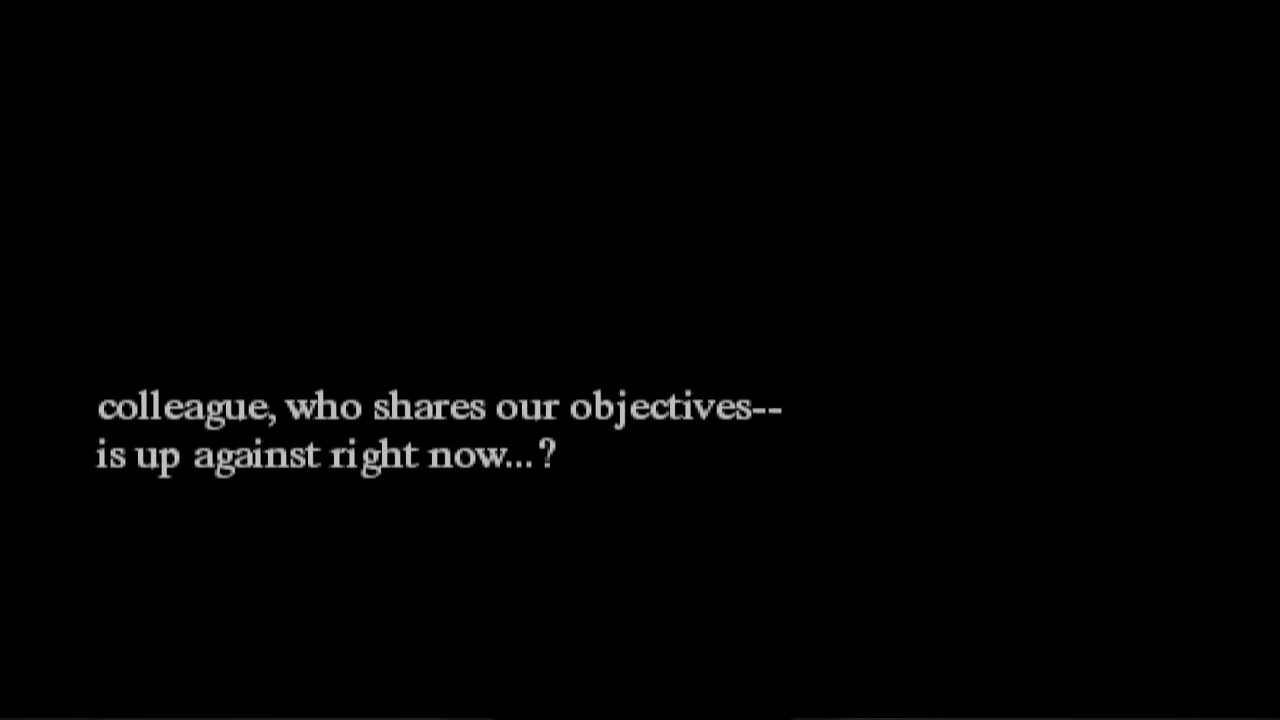 colleague, who shares our objectives--
is up against right now...?